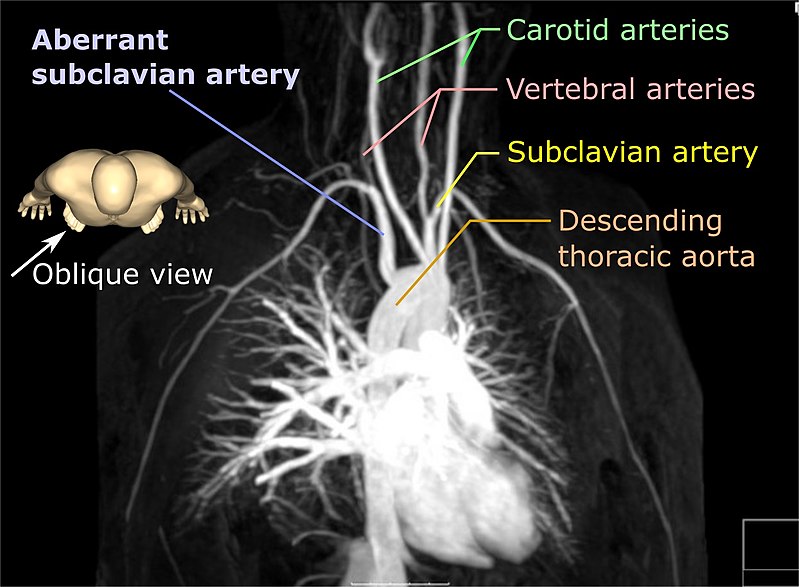 Aberrant
subclavian artery
Carotid arteries
Vertebral arteries
Subclavian artery
Descending
thoracic aorta
Oblique view